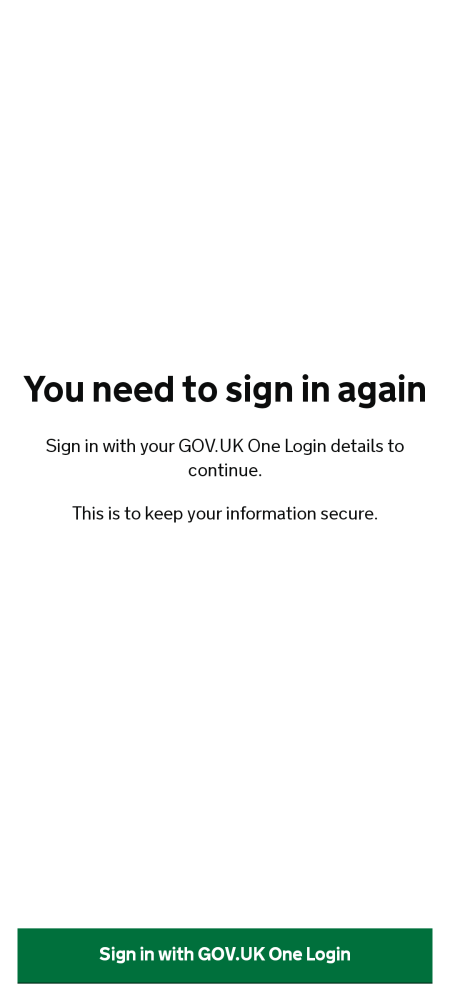 You need to sign in again
Sign in with your GOV.UK One Login details to
continue.
This is to keep your information secure.
Sign in with GOV.UK One Login